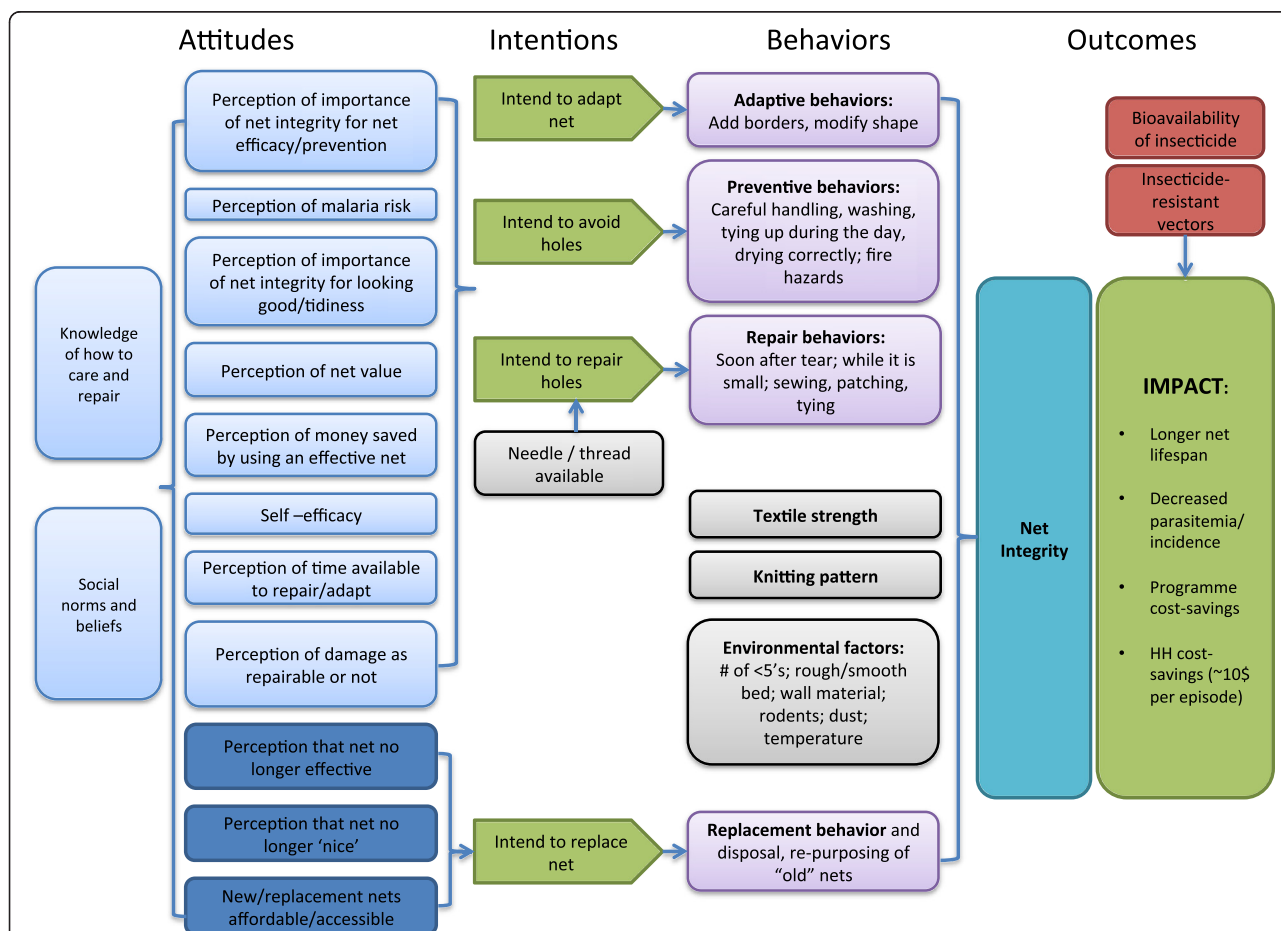 Attitudes
Intentions
Behaviors
Outcomes
Knowledge
of how to
care and
repair
Social
norms and
beliefs
Perception of importance
of net integrity for net
efficacy/prevention
Perception of malaria risk
Perception of importance
of net integrity for looking
good/tidiness
Perception of net value
Perception of money saved
by using an effective net
Self –efficacy
Perception of time available
to repair/adapt
Perception of damage as
repairable or not
Perception that net no
longer effective
Perception that net no
longer ‘nice’
New/replacement nets
affordable/accessible
Intend to adapt
net
Intend to avoid
holes
Intend to repair
holes
Needle / thread
available
Intend to replace
net
Adaptive behaviors:
Add borders, modify shape
Preventive behaviors:
Careful handling, washing,
tying up during the day,
drying correctly; fire
hazards
Repair behaviors:
Soon after tear; while it is
small; sewing, patching,
tying
Textile strength
Knitting pattern
Environmental factors:
# of <5’s; rough/smooth
bed; wall material;
rodents; dust;
temperature
Replacement behavior and
disposal, re-purposing of
“old” nets
Net
Integrity
Bioavailability
of insecticide
Insecticide-
resistant
vectors
IMPACT:
• Longer net
lifespan
• Decreased
parasitemia/
incidence
• Programme
cost-savings
• HH cost-
savings (~10$
per episode)